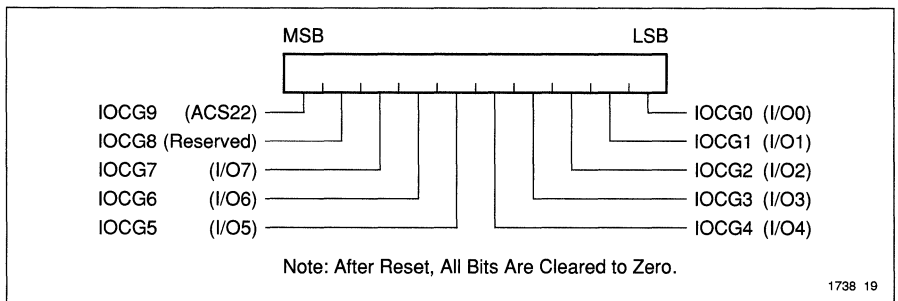 MSB LSB
IOCG9 (ACS22) IOCG0 (I/O0)
IOCG8 (Reserved) IOCG1 (I/O1)
IOCG7 (I/O7) IOCG2 (I/O2)
IOCG6 (I/O6) IOCG3 (I/O3)
IOCG5 (I/O5) IOCG4 (I/O4)
Note: After Reset, All Bits Are Cleared to Zero.
1738 19